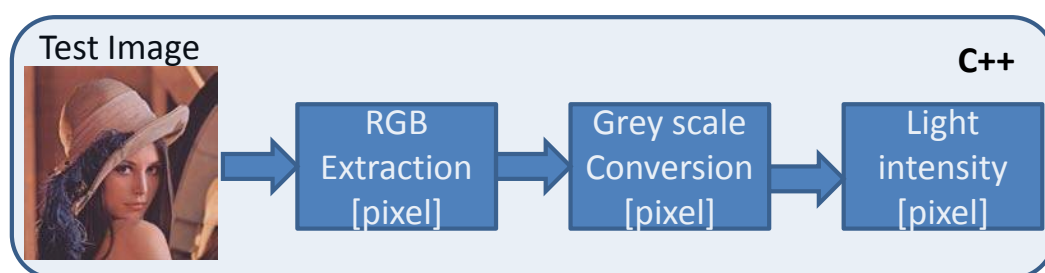 Test Image
C++
RGB
Extraction
[pixel]
Grey scale
Conversion
[pixel]
Light
intensity
[pixel]